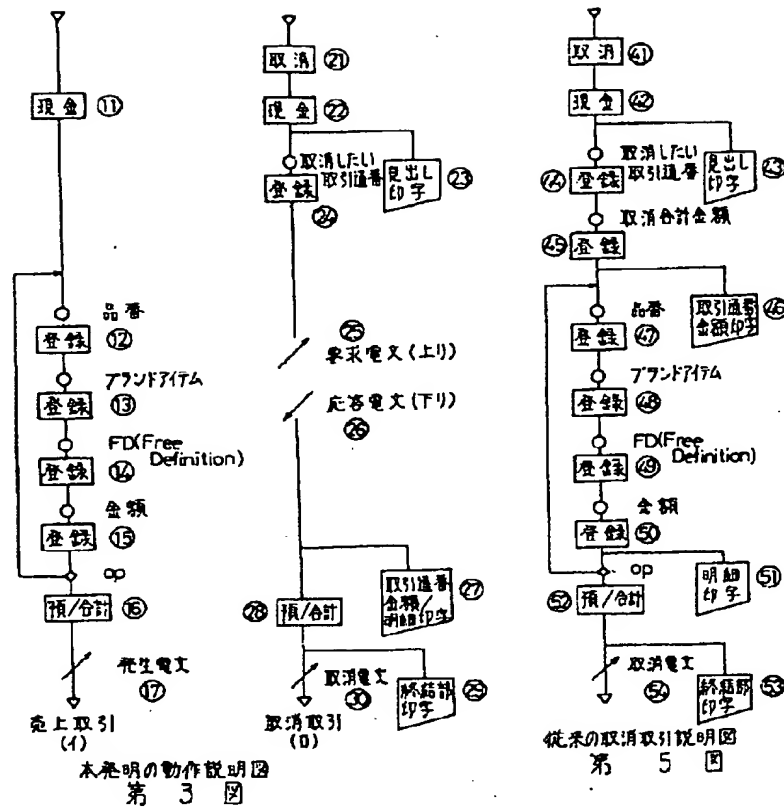 現金 ⑪
品番
登録 ⑫
ブランドアイテム
登録 ⑬
FD(Free
Definition)
登録 ⑭
金額
登録 ⑮
OP
預/合計 ⑯
発生電文
⑰
売上取引
(イ)
取消 ㉑
現金 ㉒
取消したい
取引通番
登録
㉔
見出し
印字
㉓
㉕
要求電文(上り)
応答電文(下り)
㉖
取引通番
金額/
明細印字
㉗
㉘ 預/合計
取消電文
㉚
終結部
印字
㉙
取消取引
(ロ)
本発明の動作説明図
第 3 図
取消 ㊶
現金 ㊷
取消したい
取引通番
㊹ 登録
見出し
印字
㊸
取消合計金額
㊺ 登録
取引通番
金額印字
㊻
品番
登録 ㊼
ブランドアイテム
登録 ㊽
FD(Free
Definition)
登録 ㊾
金額
登録 ㊿
OP
明細
印字
51
52 預/合計
取消電文
54
終結部
印字
53
従来の取消取引説明図
第 5 図